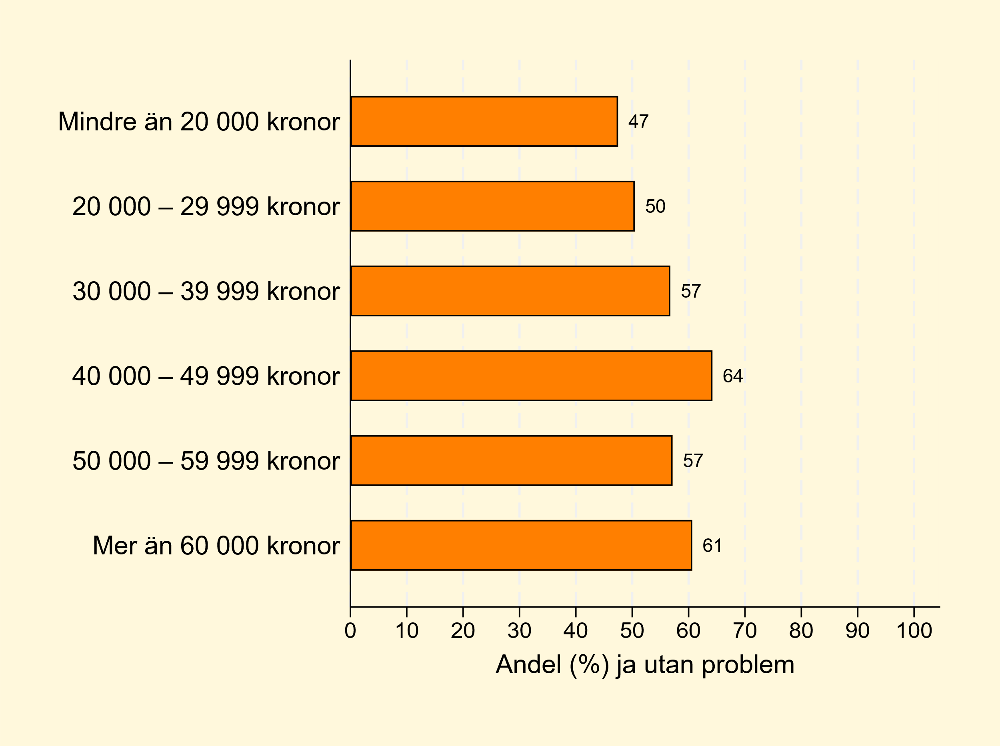 Mindre än 20 000 kronor 47
20 000 – 29 999 kronor 50
30 000 – 39 999 kronor 57
40 000 – 49 999 kronor 64
50 000 – 59 999 kronor 57
Mer än 60 000 kronor 61
0 10 20 30 40 50 60 70 80 90 100
Andel (%) ja utan problem